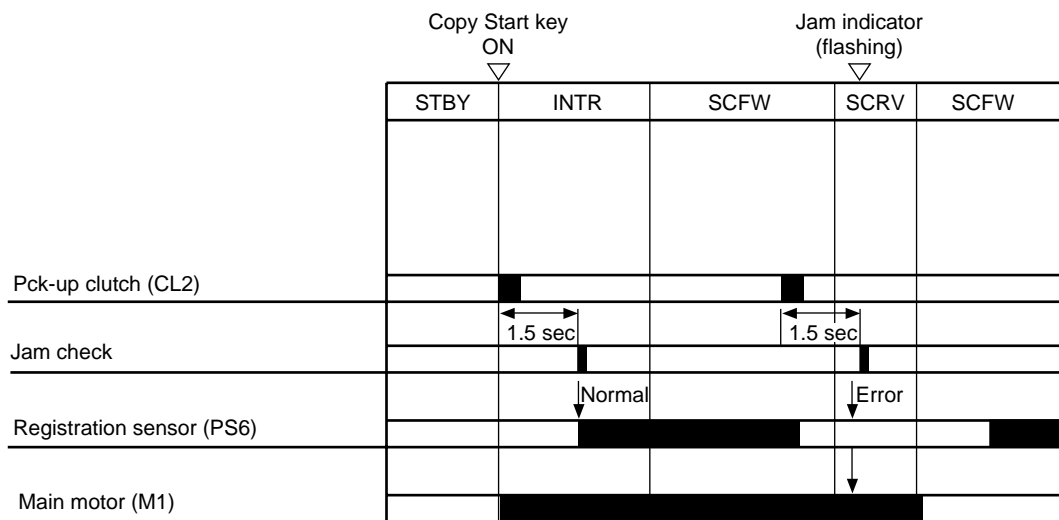 Copy Start key
ON
Jam indicator
(flashing)
STBY INTR SCFW SCRV SCFW
Pck-up clutch (CL2)
1.5 sec 1.5 sec
Jam check
Normal Error
Registration sensor (PS6)
Main motor (M1)